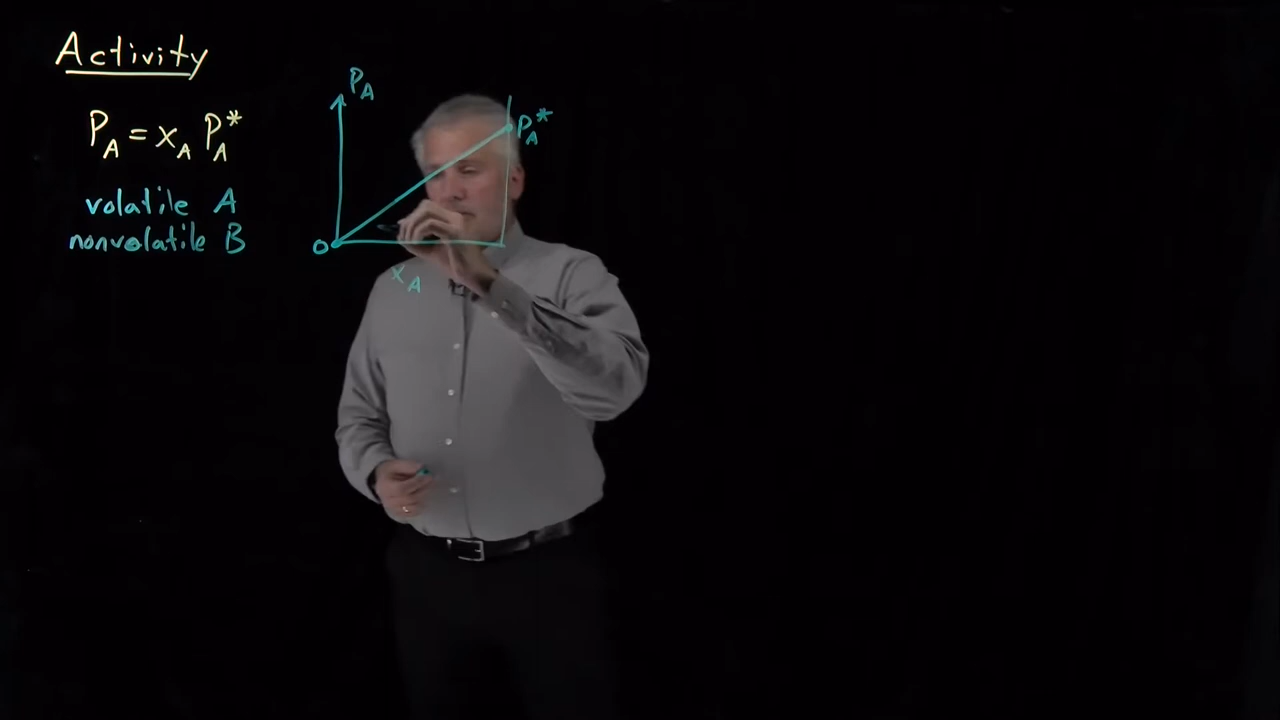 Activity
P_A = x_A P_A^*
volatile A
nonvolatile B
P_A
P_A^*
0
x_A